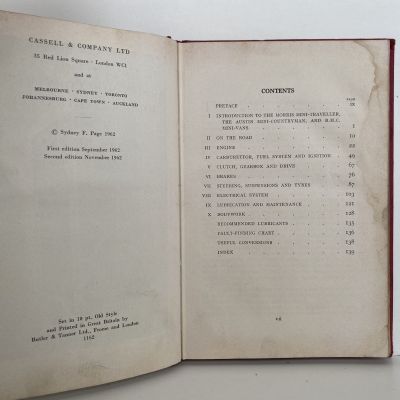 CASSELL & COMPANY LTD
35 Red Lion Square · London WC1
and at
MELBOURNE · SYDNEY · TORONTO
JOHANNESBURG · CAPE TOWN · AUCKLAND
© Sydney F. Page 1962
First edition September 1962
Second edition November 1962
Set in 10 pt. Old Style
and Printed in Great Britain by
Butler & Tanner Ltd., Frome and London
1162
CONTENTS
PAGE
PREFACE ix
I INTRODUCTION TO THE MORRIS MINI-TRAVELLER,
THE AUSTIN MINI-COUNTRYMAN, AND B.M.C.
MINI-VANS 1
II ON THE ROAD 19
III ENGINE 22
IV CARBURETTOR, FUEL SYSTEM AND IGNITION 49
V CLUTCH, GEARBOX AND DRIVE 67
VI BRAKES 76
VII STEERING, SUSPENSIONS AND TYRES 87
VIII ELECTRICAL SYSTEM 103
IX LUBRICATION AND MAINTENANCE 121
X BODYWORK 128
RECOMMENDED LUBRICANTS 135
FAULT-FINDING CHART 136
USEFUL CONVERSIONS 138
INDEX 139
vii